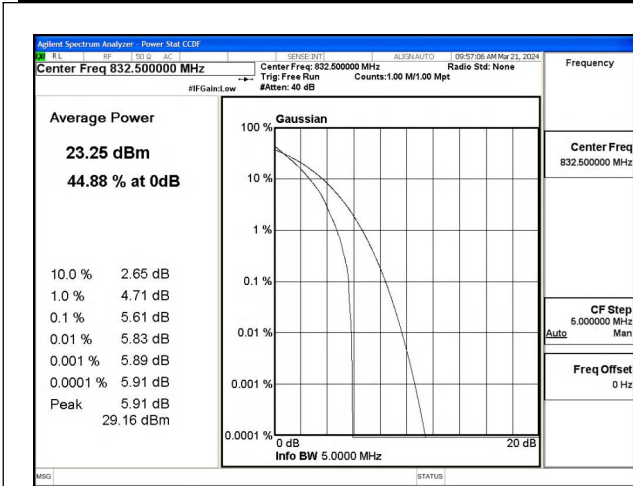 Agilent Spectrum Analyzer - Power Stat CCDF
RL RF 50 Ω AC SENSE:INT ALIGN AUTO 09:57:06 AM Mar 21, 2024
Center Freq 832.500000 MHz
Center Freq: 832.500000 MHz Radio Std: None
Trig: Free Run Counts:1.00 M/1.00 Mpt
#IFGain:Low #Atten: 40 dB
Frequency
Average Power
23.25 dBm
44.88 % at 0dB
10.0 % 2.65 dB
1.0 % 4.71 dB
0.1 % 5.61 dB
0.01 % 5.83 dB
0.001 % 5.89 dB
0.0001 % 5.91 dB
Peak 5.91 dB
29.16 dBm
Gaussian
100 %
10 %
1 %
0.1 %
0.01 %
0.001 %
0.0001 %
0 dB 20 dB
Info BW 5.0000 MHz
Center Freq
832.500000 MHz
CF Step
5.000000 MHz
Auto Man
Freq Offset
0 Hz
MSG STATUS